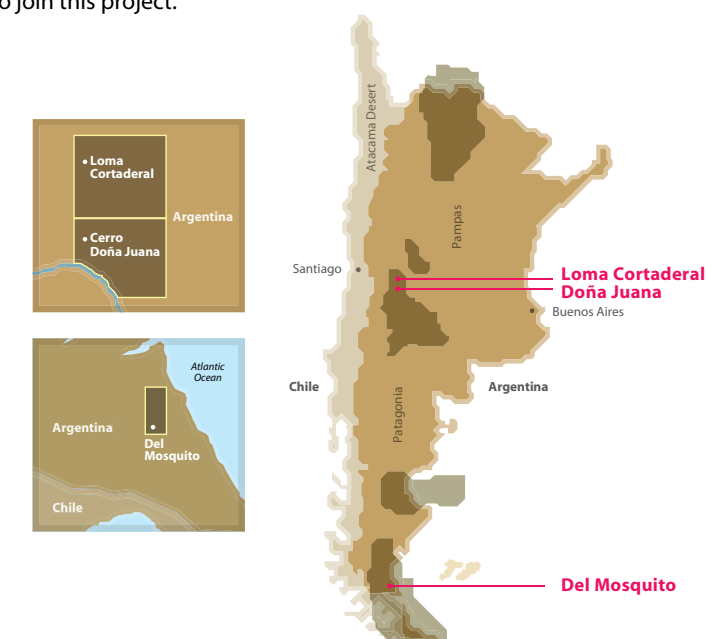 o join this project.
Loma
Cortaderal
Argentina
Cerro
Doña Juana
Atlantic
Ocean
Argentina
Del
Mosquito
Chile
Atacama Desert
Pampas
Santiago
Loma Cortaderal
Doña Juana
Buenos Aires
Chile
Argentina
Patagonia
Del Mosquito